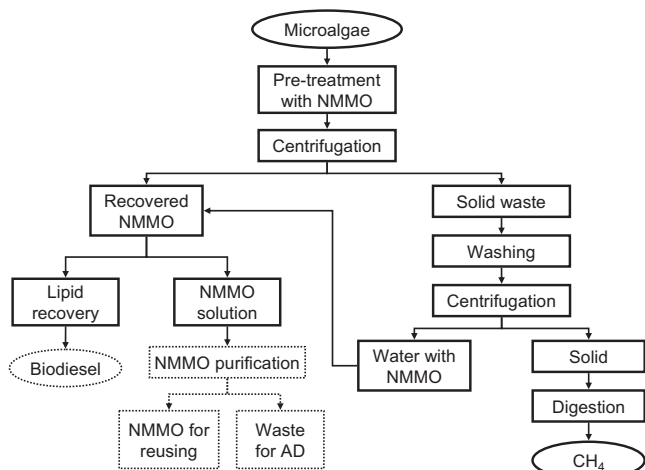 Microalgae
Pre-treatment
with NMMO
Centrifugation
Recovered
NMMO
Solid waste
Washing
Lipid
recovery
NMMO
solution
Centrifugation
Biodiesel
NMMO purification
Water with
NMMO
Solid
NMMO for
reusing
Waste
for AD
Digestion
CH₄